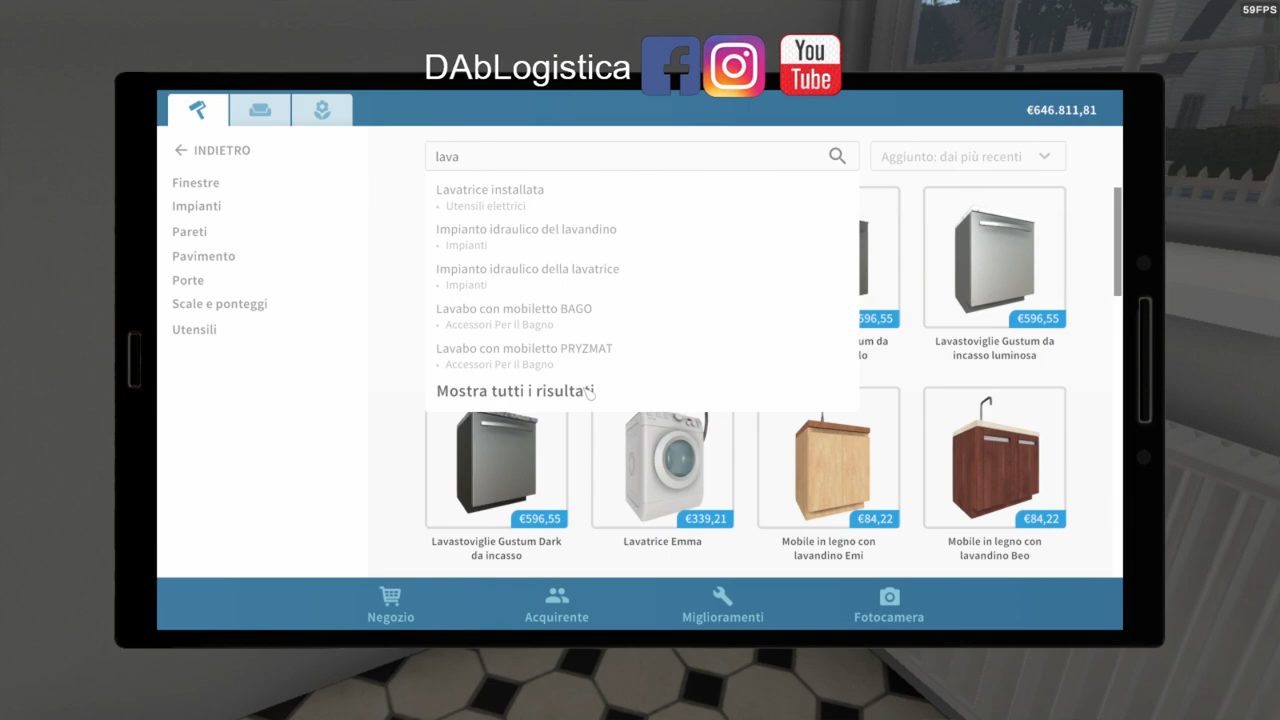 59FPS
DAbLogistica
You
Tube
€646.811,81
INDIETRO
Finestre
Impianti
Pareti
Pavimento
Porte
Scale e ponteggi
Utensili
lava
Aggiunto: dai più recenti
Lavatrice installata
Utensili elettrici
Impianto idraulico del lavandino
Impianti
Impianto idraulico della lavatrice
Impianti
Lavabo con mobiletto BAGO
Accessori Per Il Bagno
Lavabo con mobiletto PRYZMAT
Accessori Per Il Bagno
Mostra tutti i risultati
596,55
um da
lo
€596,55
Lavastoviglie Gustum da
incasso luminosa
€596,55
Lavastoviglie Gustum Dark
da incasso
€339,21
Lavatrice Emma
€84,22
Mobile in legno con
lavandino Emi
€84,22
Mobile in legno con
lavandino Beo
Negozio
Acquirente
Miglioramenti
Fotocamera